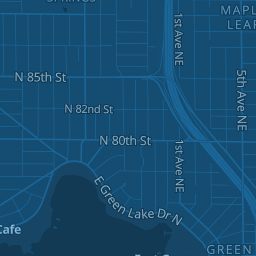 SPRINGS
MAPLE
LEAF
1st Ave NE
5th Ave NE
N 85th St
N 82nd St
N 80th St
1st Ave NE
E Green Lake Dr N
Cafe
GREEN